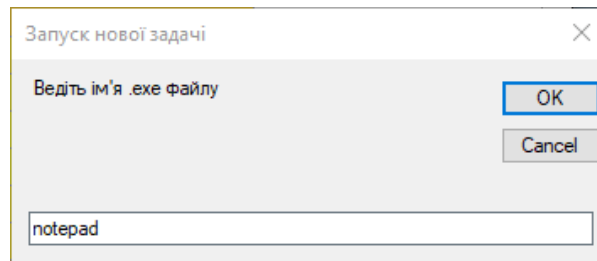 Запуск нової задачі
Ведіть ім'я .exe файлу
OK
Cancel
notepad